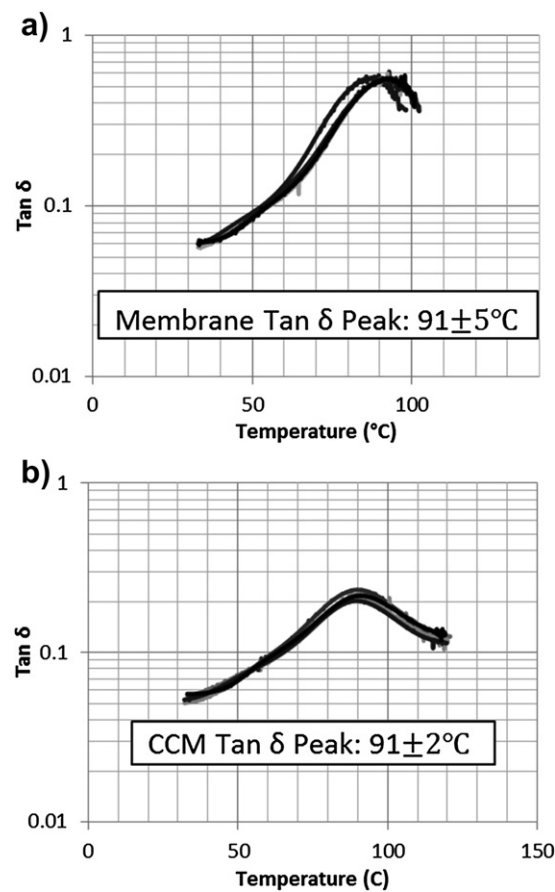 a)
1
0.1
0.01
Tan δ
Membrane Tan δ Peak: 91±5℃
0 50 100
Temperature (°C)
b)
1
0.1
0.01
Tan δ
CCM Tan δ Peak: 91±2℃
0 50 100 150
Temperature (°C)